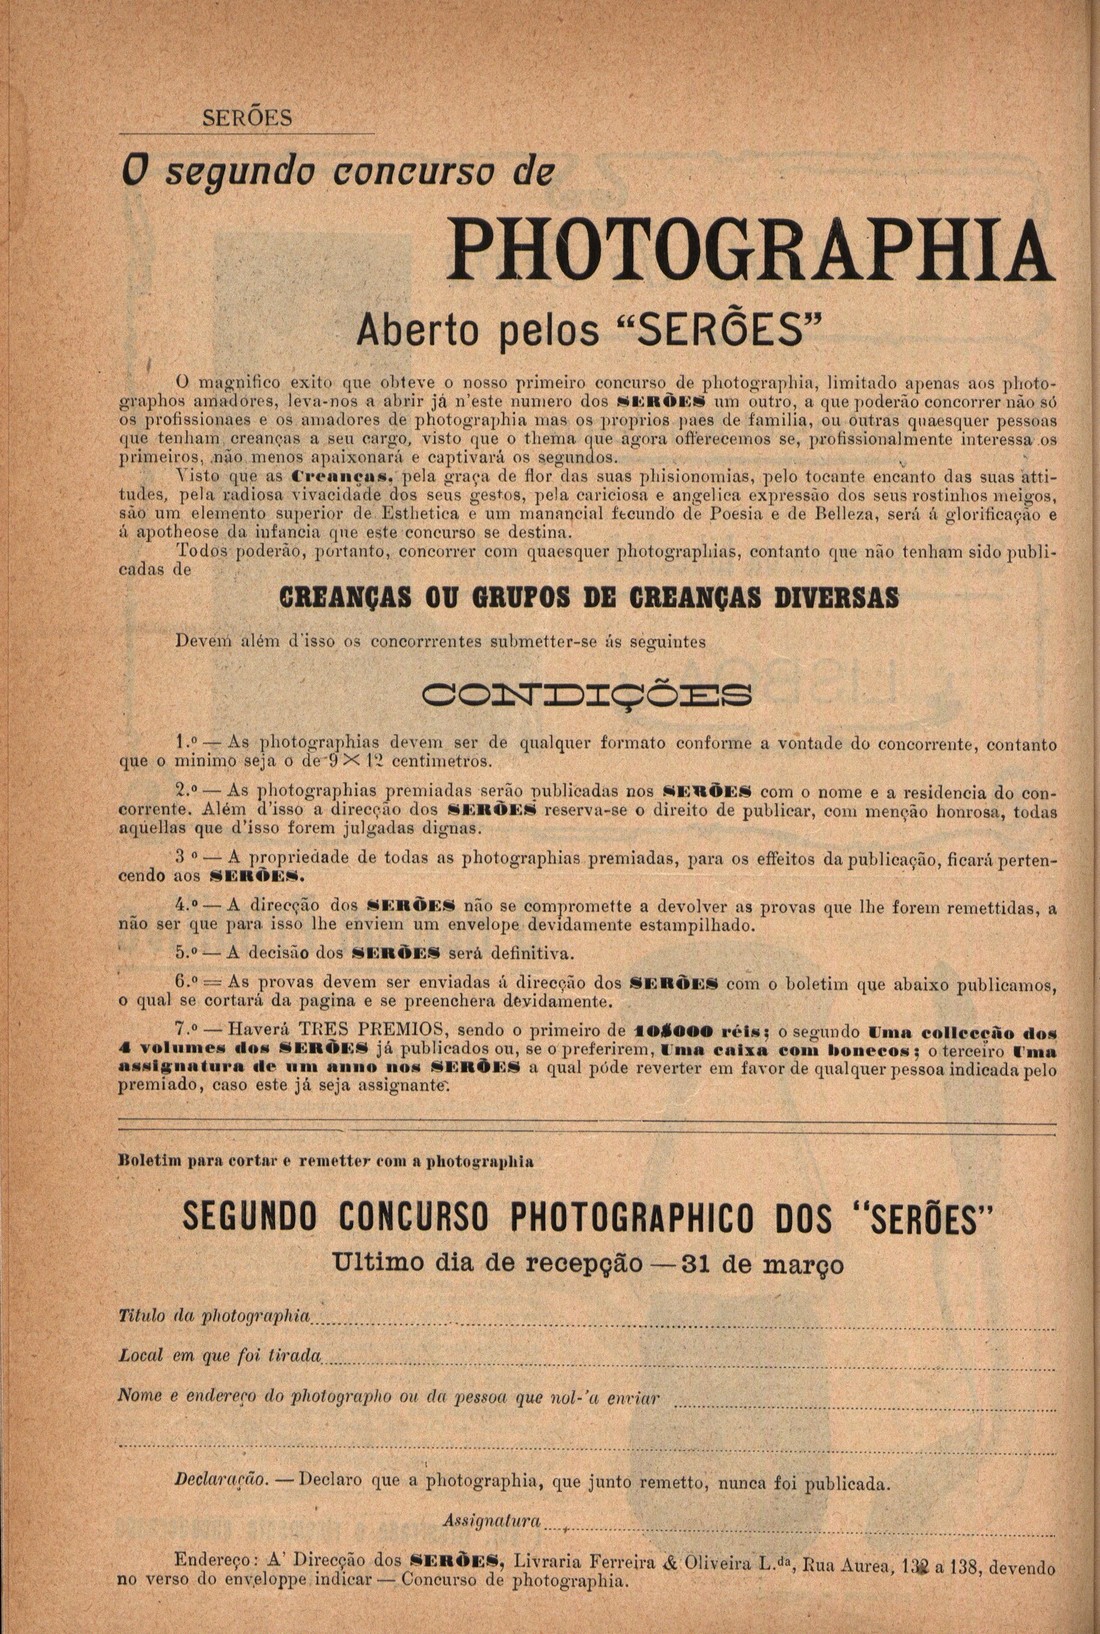 SERÕES
O segundo concurso de
PHOTOGRAPHIA
Aberto pelos “SERÕES”
O magnifico exito que obteve o nosso primeiro concurso de photographia, limitado apenas aos photo-
graphos amadores, leva-nos a abrir já n'este numero dos SERÕES um outro, a que poderão concorrer não só
os profissionaes e os amadores de photographia mas os proprios paes de familia, ou outras quaesquer pessoas
que tenham creanças a seu cargo, visto que o thema que agora offerecemos se, profissionalmente interessa os
primeiros, não menos apaixonará e captivará os segundos.
Visto que as Creanças, pela graça de flor das suas phisionomias, pelo tocante encanto das suas atti-
tudes, pela radiosa vivacidade dos seus gestos, pela cariciosa e angelica expressão dos seus rostinhos meigos,
são um elemento superior de Esthetica e um manancial fecundo de Poesia e de Belleza, será á glorificação e
á apotheose da infancia que este concurso se destina.
Todos poderão, portanto, concorrer com quaesquer photographias, contanto que não tenham sido publi-
cadas de
CREANÇAS OU GRUPOS DE CREANÇAS DIVERSAS
Devem além d'isso os concorrrentes submetter-se ás seguintes
CONDIÇÕES
1.º — As photographias devem ser de qualquer formato conforme a vontade do concorrente, contanto
que o minimo seja o de 9 × 12 centimetros.
2.º — As photographias premiadas serão publicadas nos SERÕES com o nome e a residencia do con-
corrente. Além d'isso a direcção dos SERÕES reserva-se o direito de publicar, com menção honrosa, todas
aquellas que d'isso forem julgadas dignas.
3 º — A propriedade de todas as photographias premiadas, para os effeitos da publicação, ficará perten-
cendo aos SERÕES.
4.º — A direcção dos SERÕES não se compromette a devolver as provas que lhe forem remettidas, a
não ser que para isso lhe enviem um envelope devidamente estampilhado.
5.º — A decisão dos SERÕES será definitiva.
6.º — As provas devem ser enviadas á direcção dos SERÕES com o boletim que abaixo publicamos,
o qual se cortará da pagina e se preenchera devidamente.
7.º — Haverá TRES PREMIOS, sendo o primeiro de 10$000 réis; o segundo Uma collecção dos
4 volumes dos SERÕES já publicados ou, se o preferirem, Uma caixa com bonecos; o terceiro Uma
assignatura de um anno nos SERÕES a qual póde reverter em favor de qualquer pessoa indicada pelo
premiado, caso este já seja assignante.
Boletim para cortar e remetter com a photographia
SEGUNDO CONCURSO PHOTOGRAPHICO DOS “SERÕES”
Ultimo dia de recepção — 31 de março
Titulo da photographia
Local em que foi tirada
Nome e endereço do photographo ou da pessoa que nol-'a enviar
Declaração. — Declaro que a photographia, que junto remetto, nunca foi publicada.
Assignatura
Endereço: A' Direcção dos SERÕES, Livraria Ferreira & Oliveira L.da, Rua Aurea, 132 a 138, devendo
no verso do enveloppe indicar — Concurso de photographia.